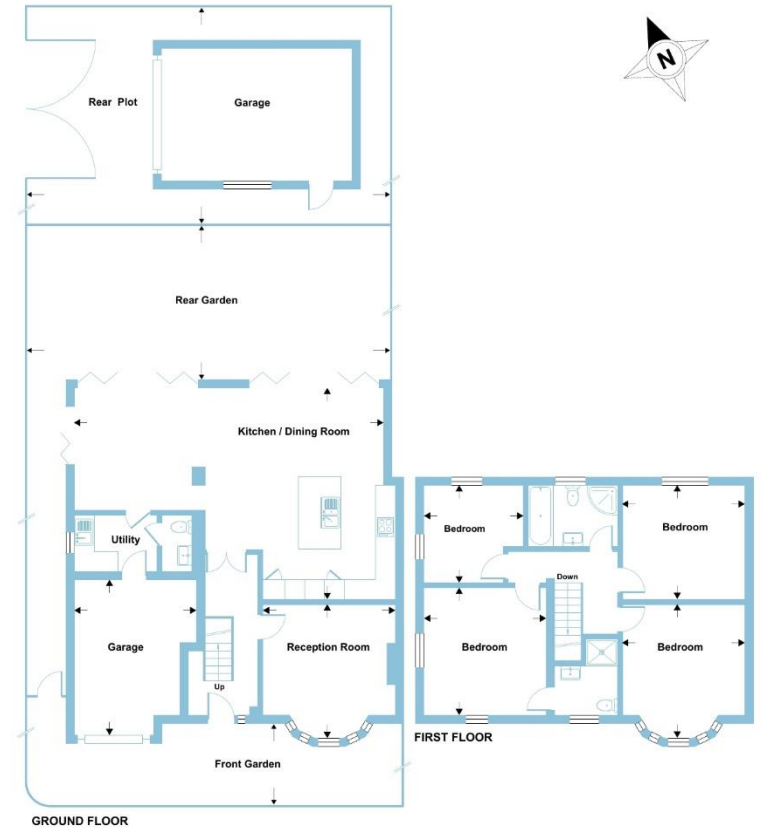 N
Rear Plot
Garage
Rear Garden
Kitchen / Dining Room
Utility
Garage
Up
Reception Room
Front Garden
GROUND FLOOR
Bedroom
Bedroom
Down
Bedroom
Bedroom
FIRST FLOOR